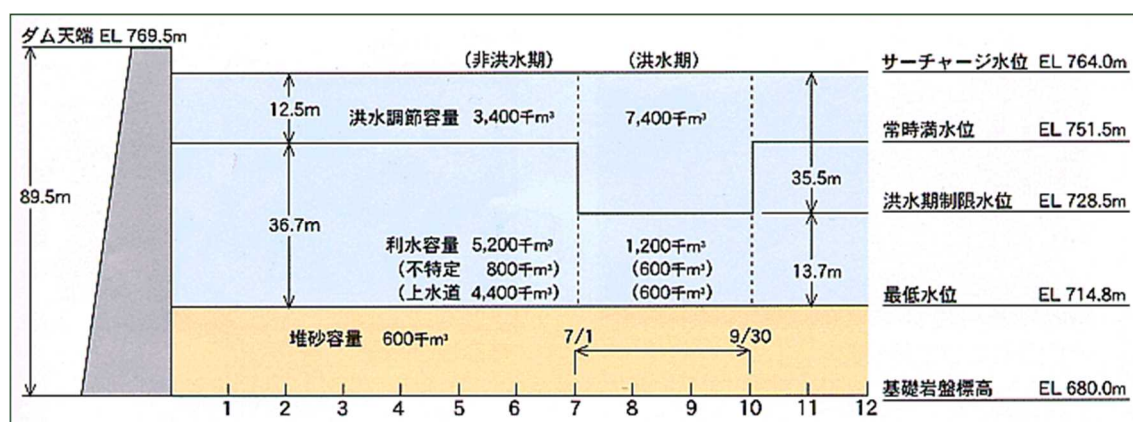 ダム天端 EL 769.5m
(非洪水期) (洪水期)
サーチャージ水位 EL 764.0m
12.5m
洪水調節容量 3,400千m³ 7,400千m³
常時満水位 EL 751.5m
89.5m
36.7m
35.5m
洪水期制限水位 EL 728.5m
利水容量 5,200千m³ 1,200千m³
(不特定 800千m³) (600千m³)
(上水道 4,400千m³) (600千m³)
13.7m
最低水位 EL 714.8m
堆砂容量 600千m³
7/1 9/30
基礎岩盤標高 EL 680.0m
1 2 3 4 5 6 7 8 9 10 11 12